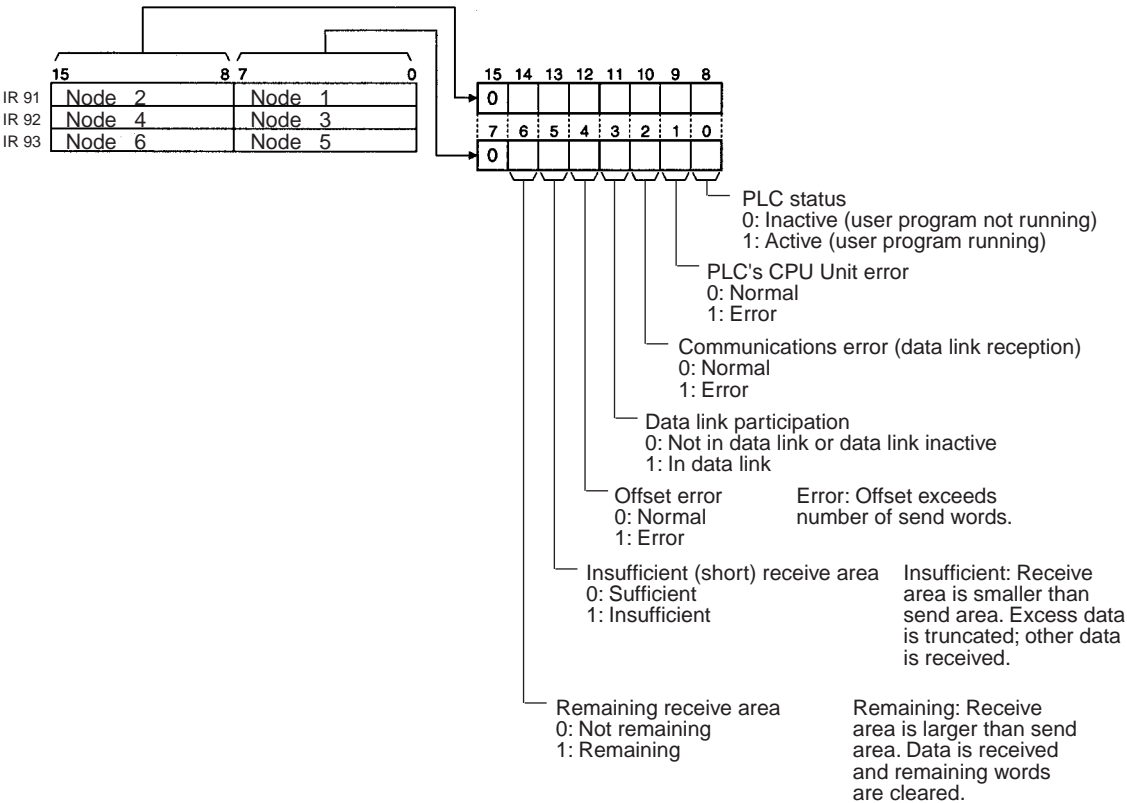 15 8 7 0
IR 91 Node 2 Node 1
IR 92 Node 4 Node 3
IR 93 Node 6 Node 5
15 14 13 12 11 10 9 8
0
7 6 5 4 3 2 1 0
0
PLC status
0: Inactive (user program not running)
1: Active (user program running)
PLC's CPU Unit error
0: Normal
1: Error
Communications error (data link reception)
0: Normal
1: Error
Data link participation
0: Not in data link or data link inactive
1: In data link
Offset error
0: Normal
1: Error
Error: Offset exceeds
number of send words.
Insufficient (short) receive area
0: Sufficient
1: Insufficient
Insufficient: Receive
area is smaller than
send area. Excess data
is truncated; other data
is received.
Remaining receive area
0: Not remaining
1: Remaining
Remaining: Receive
area is larger than send
area. Data is received
and remaining words
are cleared.